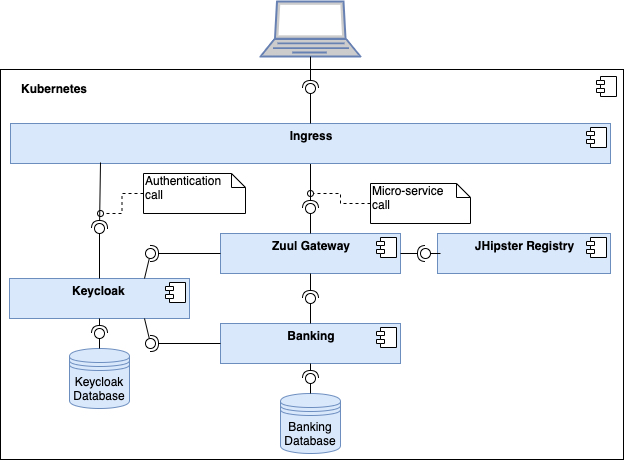 Kubernetes
Ingress
Authentication
call
Micro-service
call
Zuul Gateway
JHipster Registry
Keycloak
Banking
Keycloak
Database
Banking
Database